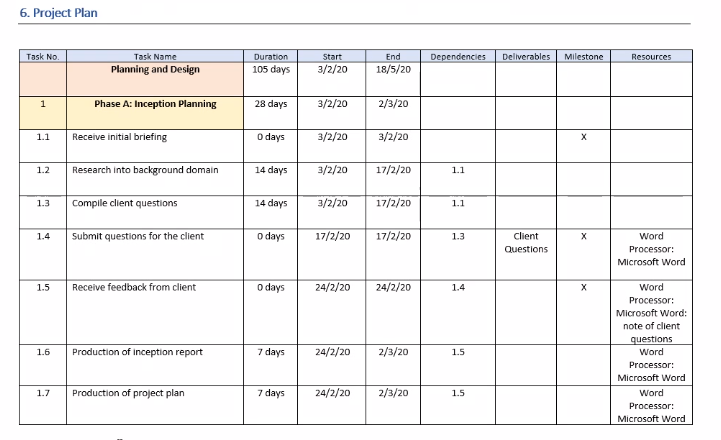 6. Project Plan
Task No. Task Name Duration Start End Dependencies Deliverables Milestone Resources
Planning and Design 105 days 3/2/20 18/5/20
1 Phase A: Inception Planning 28 days 3/2/20 2/3/20
1.1 Receive initial briefing 0 days 3/2/20 3/2/20 X
1.2 Research into background domain 14 days 3/2/20 17/2/20 1.1
1.3 Compile client questions 14 days 3/2/20 17/2/20 1.1
1.4 Submit questions for the client 0 days 17/2/20 17/2/20 1.3 Client X Word
Questions Processor:
Microsoft Word
1.5 Receive feedback from client 0 days 24/2/20 24/2/20 1.4 X Word
Processor:
Microsoft Word:
note of client
questions
1.6 Production of inception report 7 days 24/2/20 2/3/20 1.5 Word
Processor:
Microsoft Word
1.7 Production of project plan 7 days 24/2/20 2/3/20 1.5 Word
Processor:
Microsoft Word